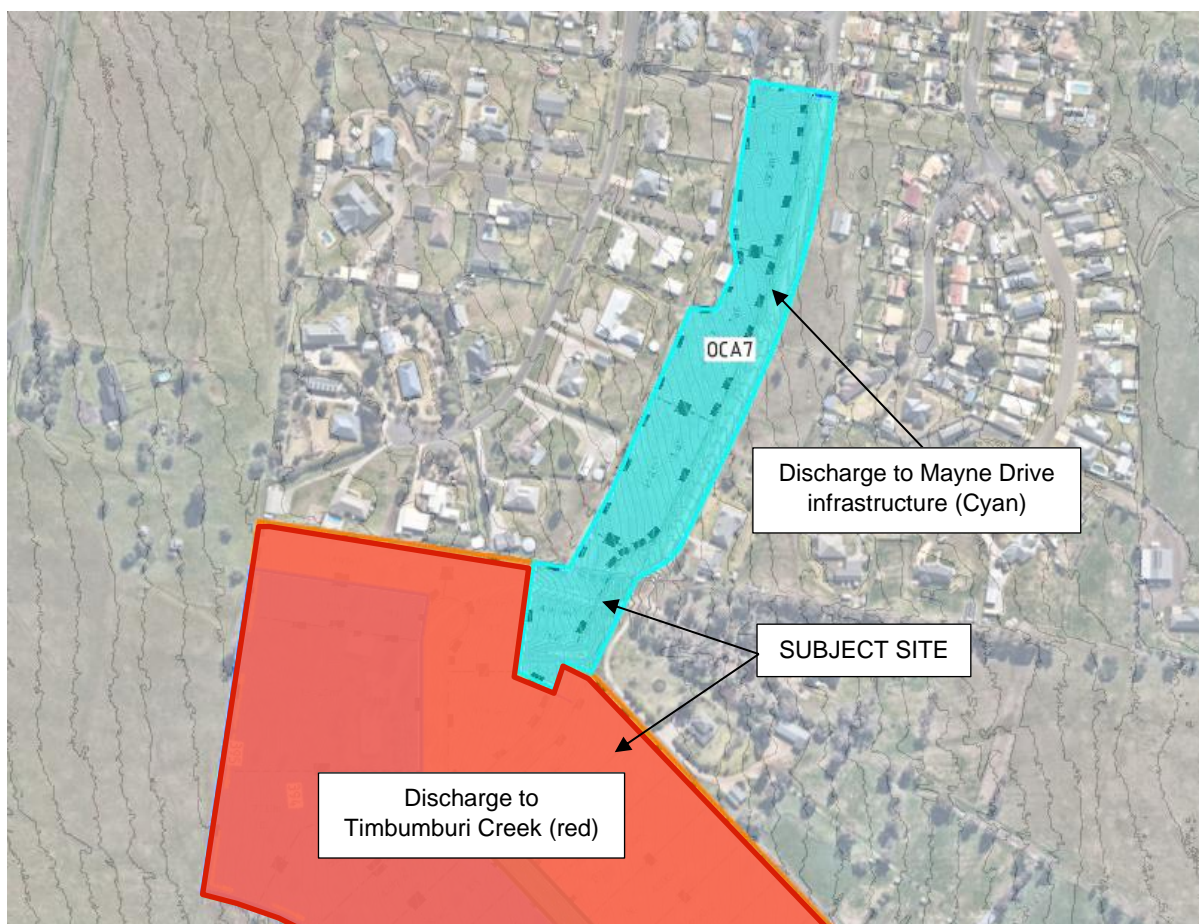 OCA7
Discharge to Mayne Drive
infrastructure (Cyan)
SUBJECT SITE
Discharge to
Timbumburi Creek (red)